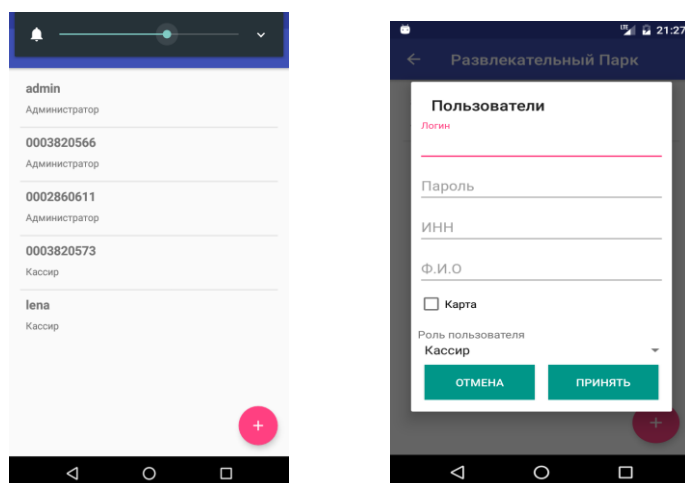 admin
Администратор
0003820566
Администратор
0002860611
Администратор
0003820573
Кассир
lena
Кассир
+
21:27
Развлекательный Парк
Пользователи
Логин
Пароль
ИНН
Ф.И.О
Карта
Роль пользователя
Кассир
ОТМЕНА ПРИНЯТЬ
+